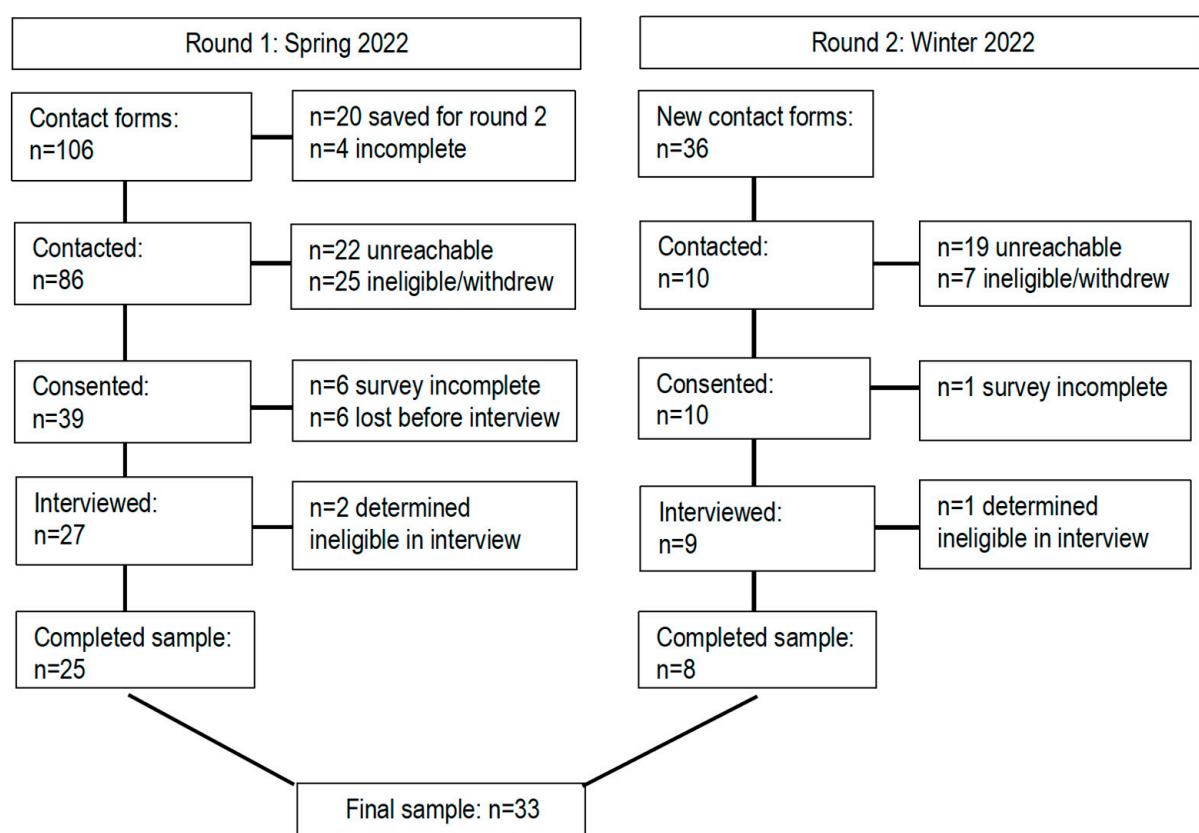 Round 1: Spring 2022
Contact forms:
n=106
n=20 saved for round 2
n=4 incomplete
Contacted:
n=86
n=22 unreachable
n=25 ineligible/withdrew
Consented:
n=39
n=6 survey incomplete
n=6 lost before interview
Interviewed:
n=27
n=2 determined
ineligible in interview
Completed sample:
n=25
Round 2: Winter 2022
New contact forms:
n=36
Contacted:
n=10
n=19 unreachable
n=7 ineligible/withdrew
Consented:
n=10
n=1 survey incomplete
Interviewed:
n=9
n=1 determined
ineligible in interview
Completed sample:
n=8
Final sample: n=33